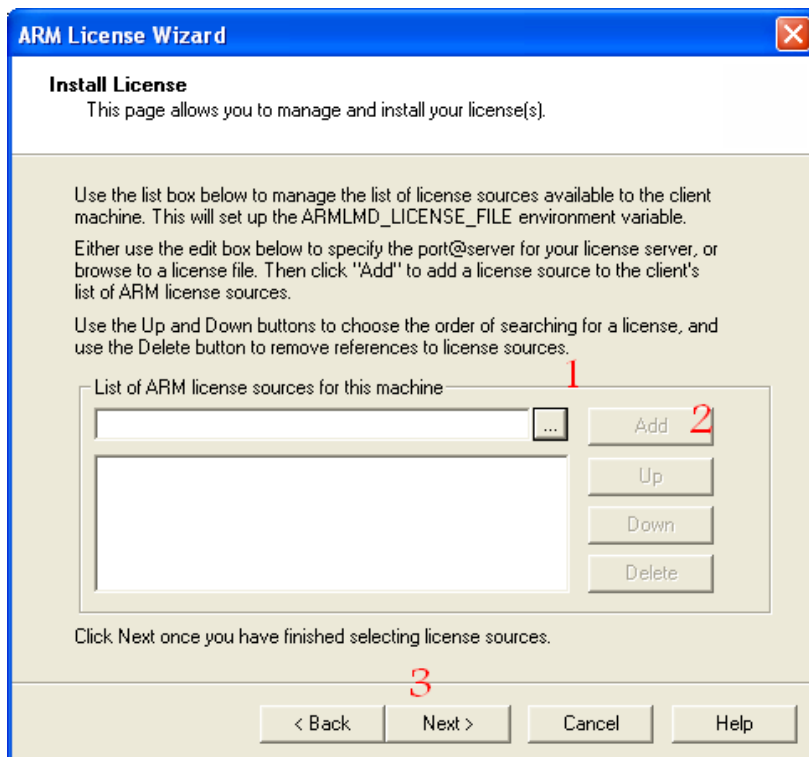 ARM License Wizard
Install License
This page allows you to manage and install your license(s).
Use the list box below to manage the list of license sources available to the client
machine. This will set up the ARMLMD_LICENSE_FILE environment variable.
Either use the edit box below to specify the port@server for your license server, or
browse to a license file. Then click "Add" to add a license source to the client's
list of ARM license sources.
Use the Up and Down buttons to choose the order of searching for a license, and
use the Delete button to remove references to license sources.
1
List of ARM license sources for this machine
... Add 2
Up
Down
Delete
Click Next once you have finished selecting license sources.
3
< Back Next > Cancel Help